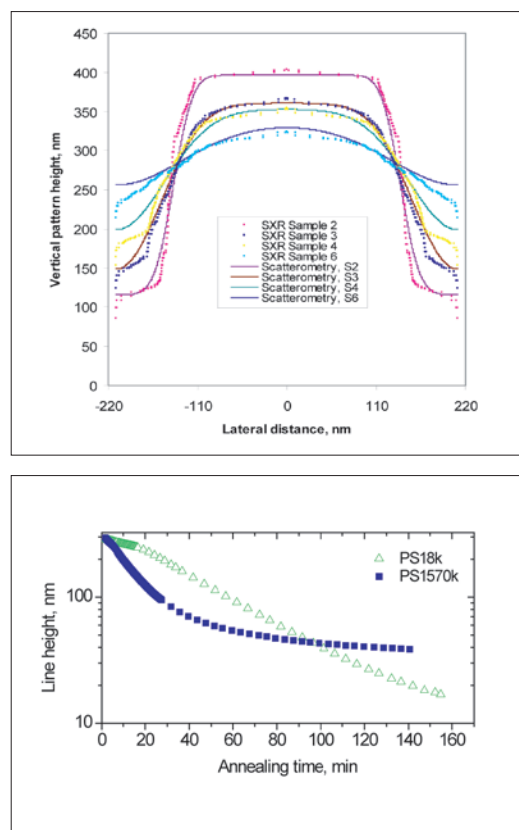 450
400
350
300
250
200
150
100
50
0
Vertical pattern height, nm
SXR Sample 2
SXR Sample 3
SXR Sample 4
SXR Sample 6
Scatterometry, S2
Scatterometry, S3
Scatterometry, S4
Scatterometry, S6
-220 -110 0 110 220
Lateral distance, nm
PS18k
PS1570k
100
10
Line height, nm
0 20 40 60 80 100 120 140 160
Annealing time, min